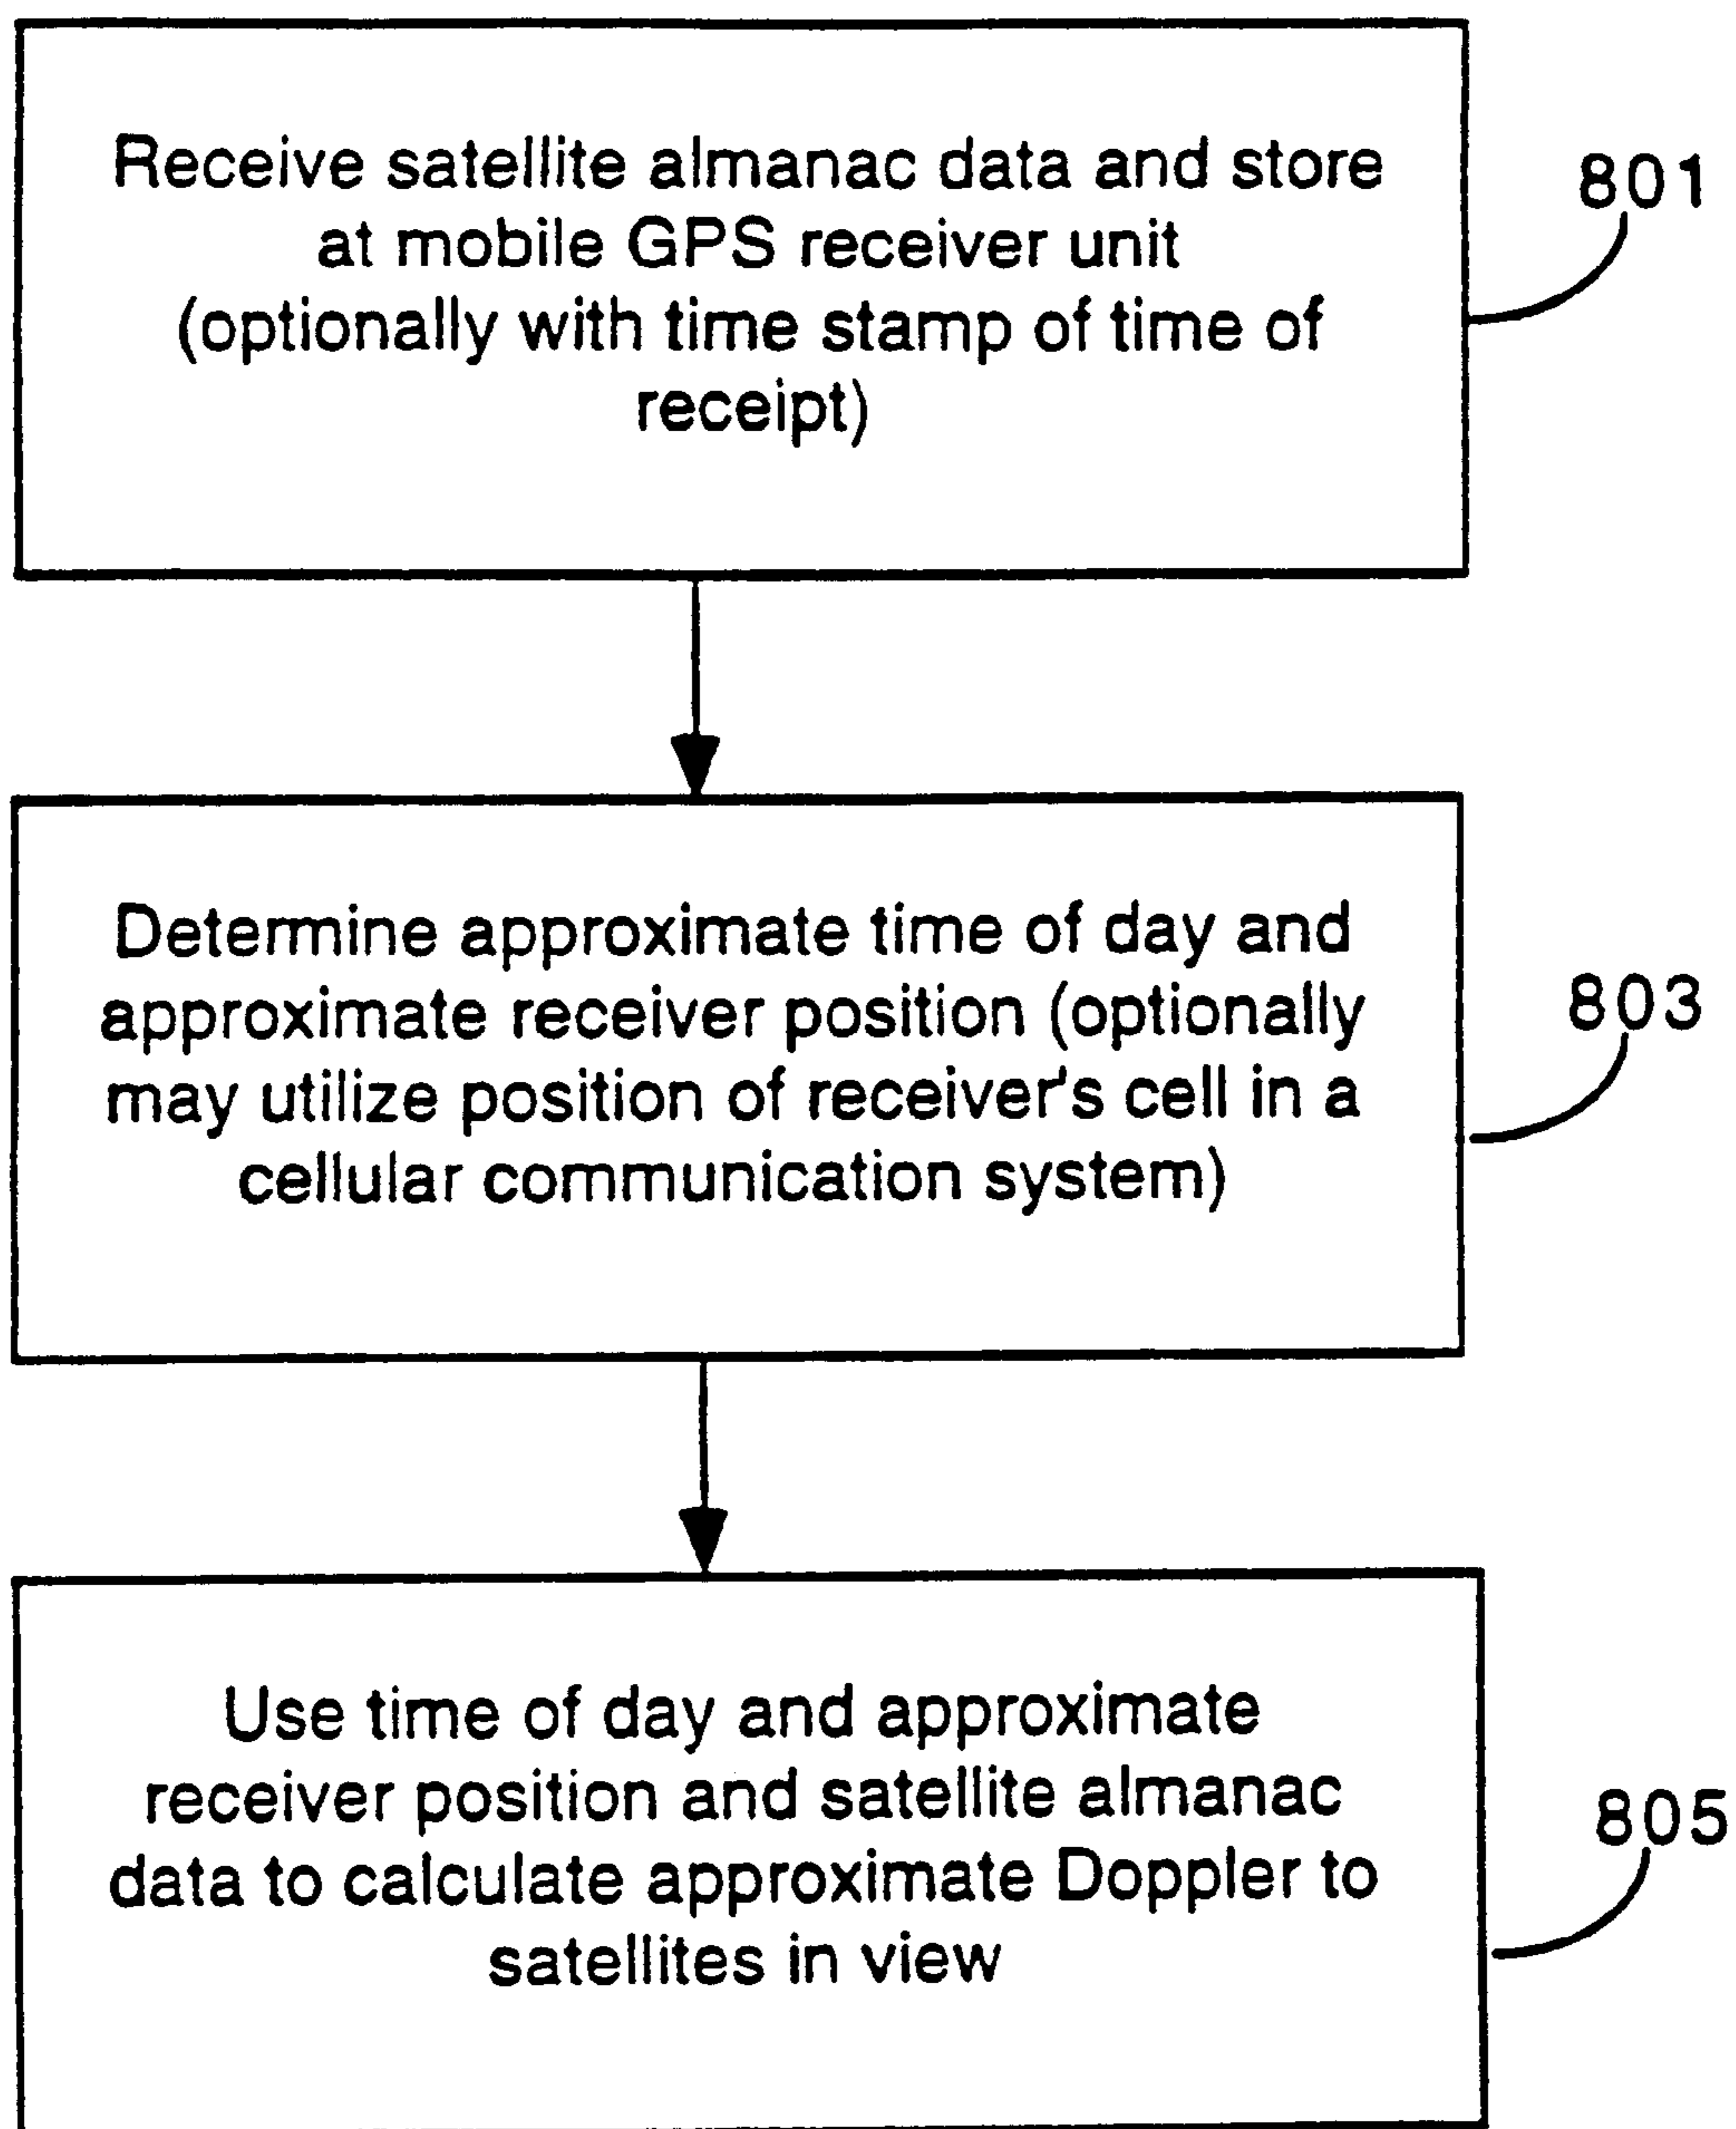 Receive satellite almanac data and store
at mobile GPS receiver unit
(optionally with time stamp of time of
receipt)
801
Determine approximate time of day and
approximate receiver position (optionally
may utilize position of receiver's cell in a
cellular communication system)
803
Use time of day and approximate
receiver position and satellite almanac
data to calculate approximate Doppler to
satellites in view
805